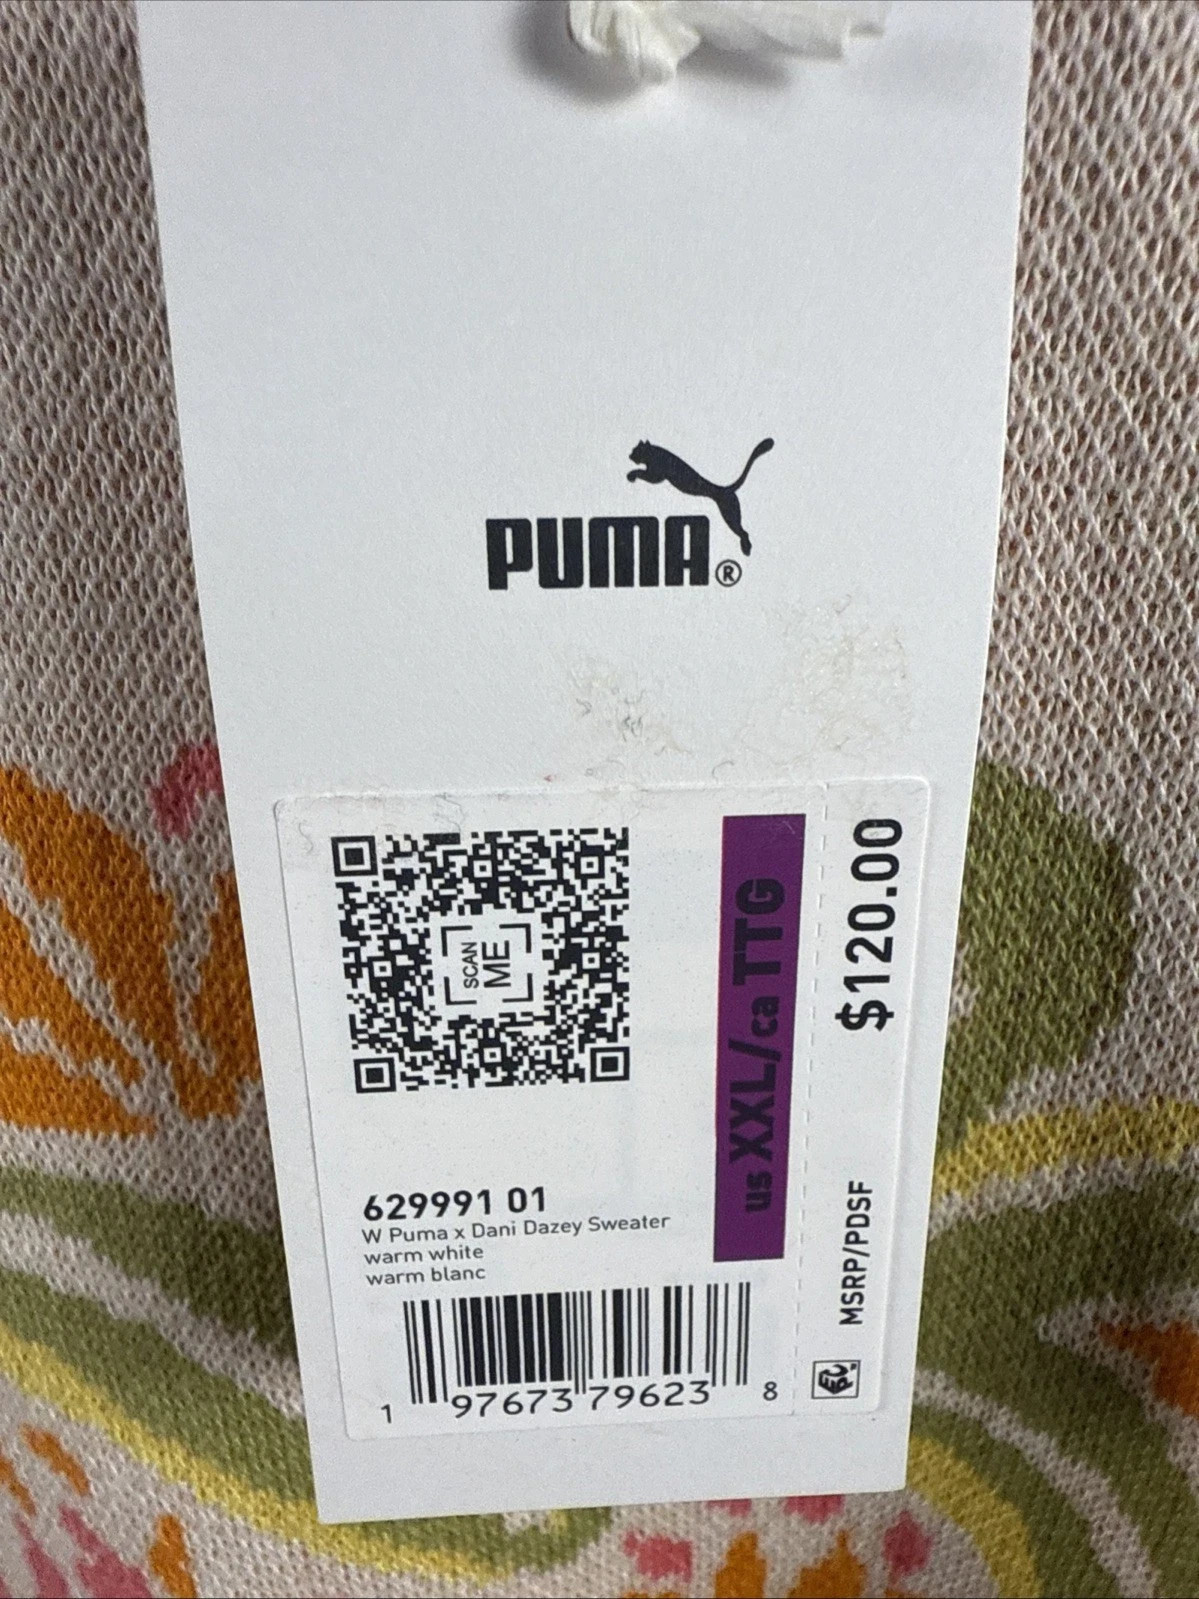 PUMA®
SCAN
ME
us XXL/ca TTG
$120.00
MSRP/PDSF
629991 01
W Puma x Dani Dazey Sweater
warm white
warm blanc
1 97673 79623 8